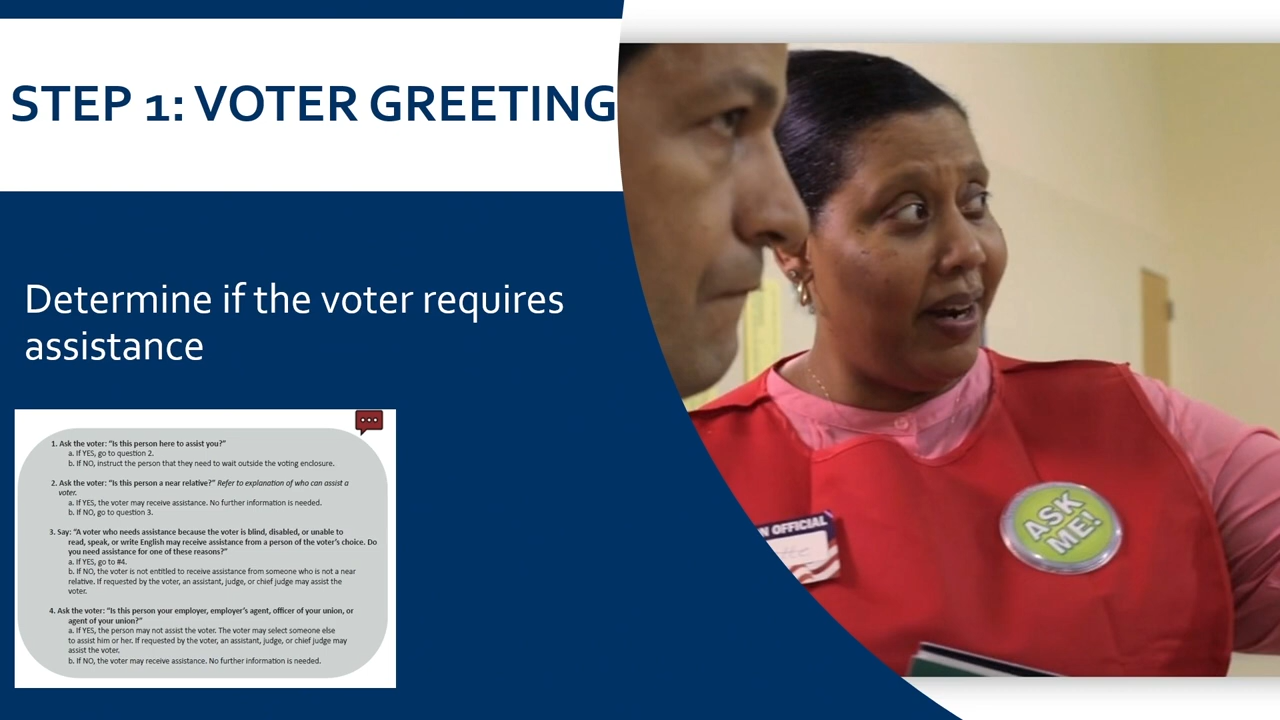 STEP 1: VOTER GREETING
Determine if the voter requires
assistance
1. Ask the voter: “Is this person here to assist you?”
a. If YES, go to question 2.
b. If NO, instruct the person that they need to wait outside the voting enclosure.
2. Ask the voter: “Is this person a near relative?” Refer to explanation of who can assist a
voter.
a. If YES, the voter may receive assistance. No further information is needed.
b. If NO, go to question 3.
3. Say: “A voter who needs assistance because the voter is blind, disabled, or unable to
read, speak, or write English may receive assistance from a person of the voter’s choice. Do
you need assistance for one of these reasons?”
a. If YES, go to #4.
b. If NO, the voter is not entitled to receive assistance from someone who is not a near
relative. If requested by the voter, an assistant, judge, or chief judge may assist the
voter.
4. Ask the voter: “Is this person your employer, employer’s agent, officer of your union, or
agent of your union?”
a. If YES, the person may not assist the voter. The voter may select someone else
to assist him or her. If requested by the voter, an assistant, judge, or chief judge may
assist the voter.
b. If NO, the voter may receive assistance. No further information is needed.
N OFFICIAL
ASK
ME!